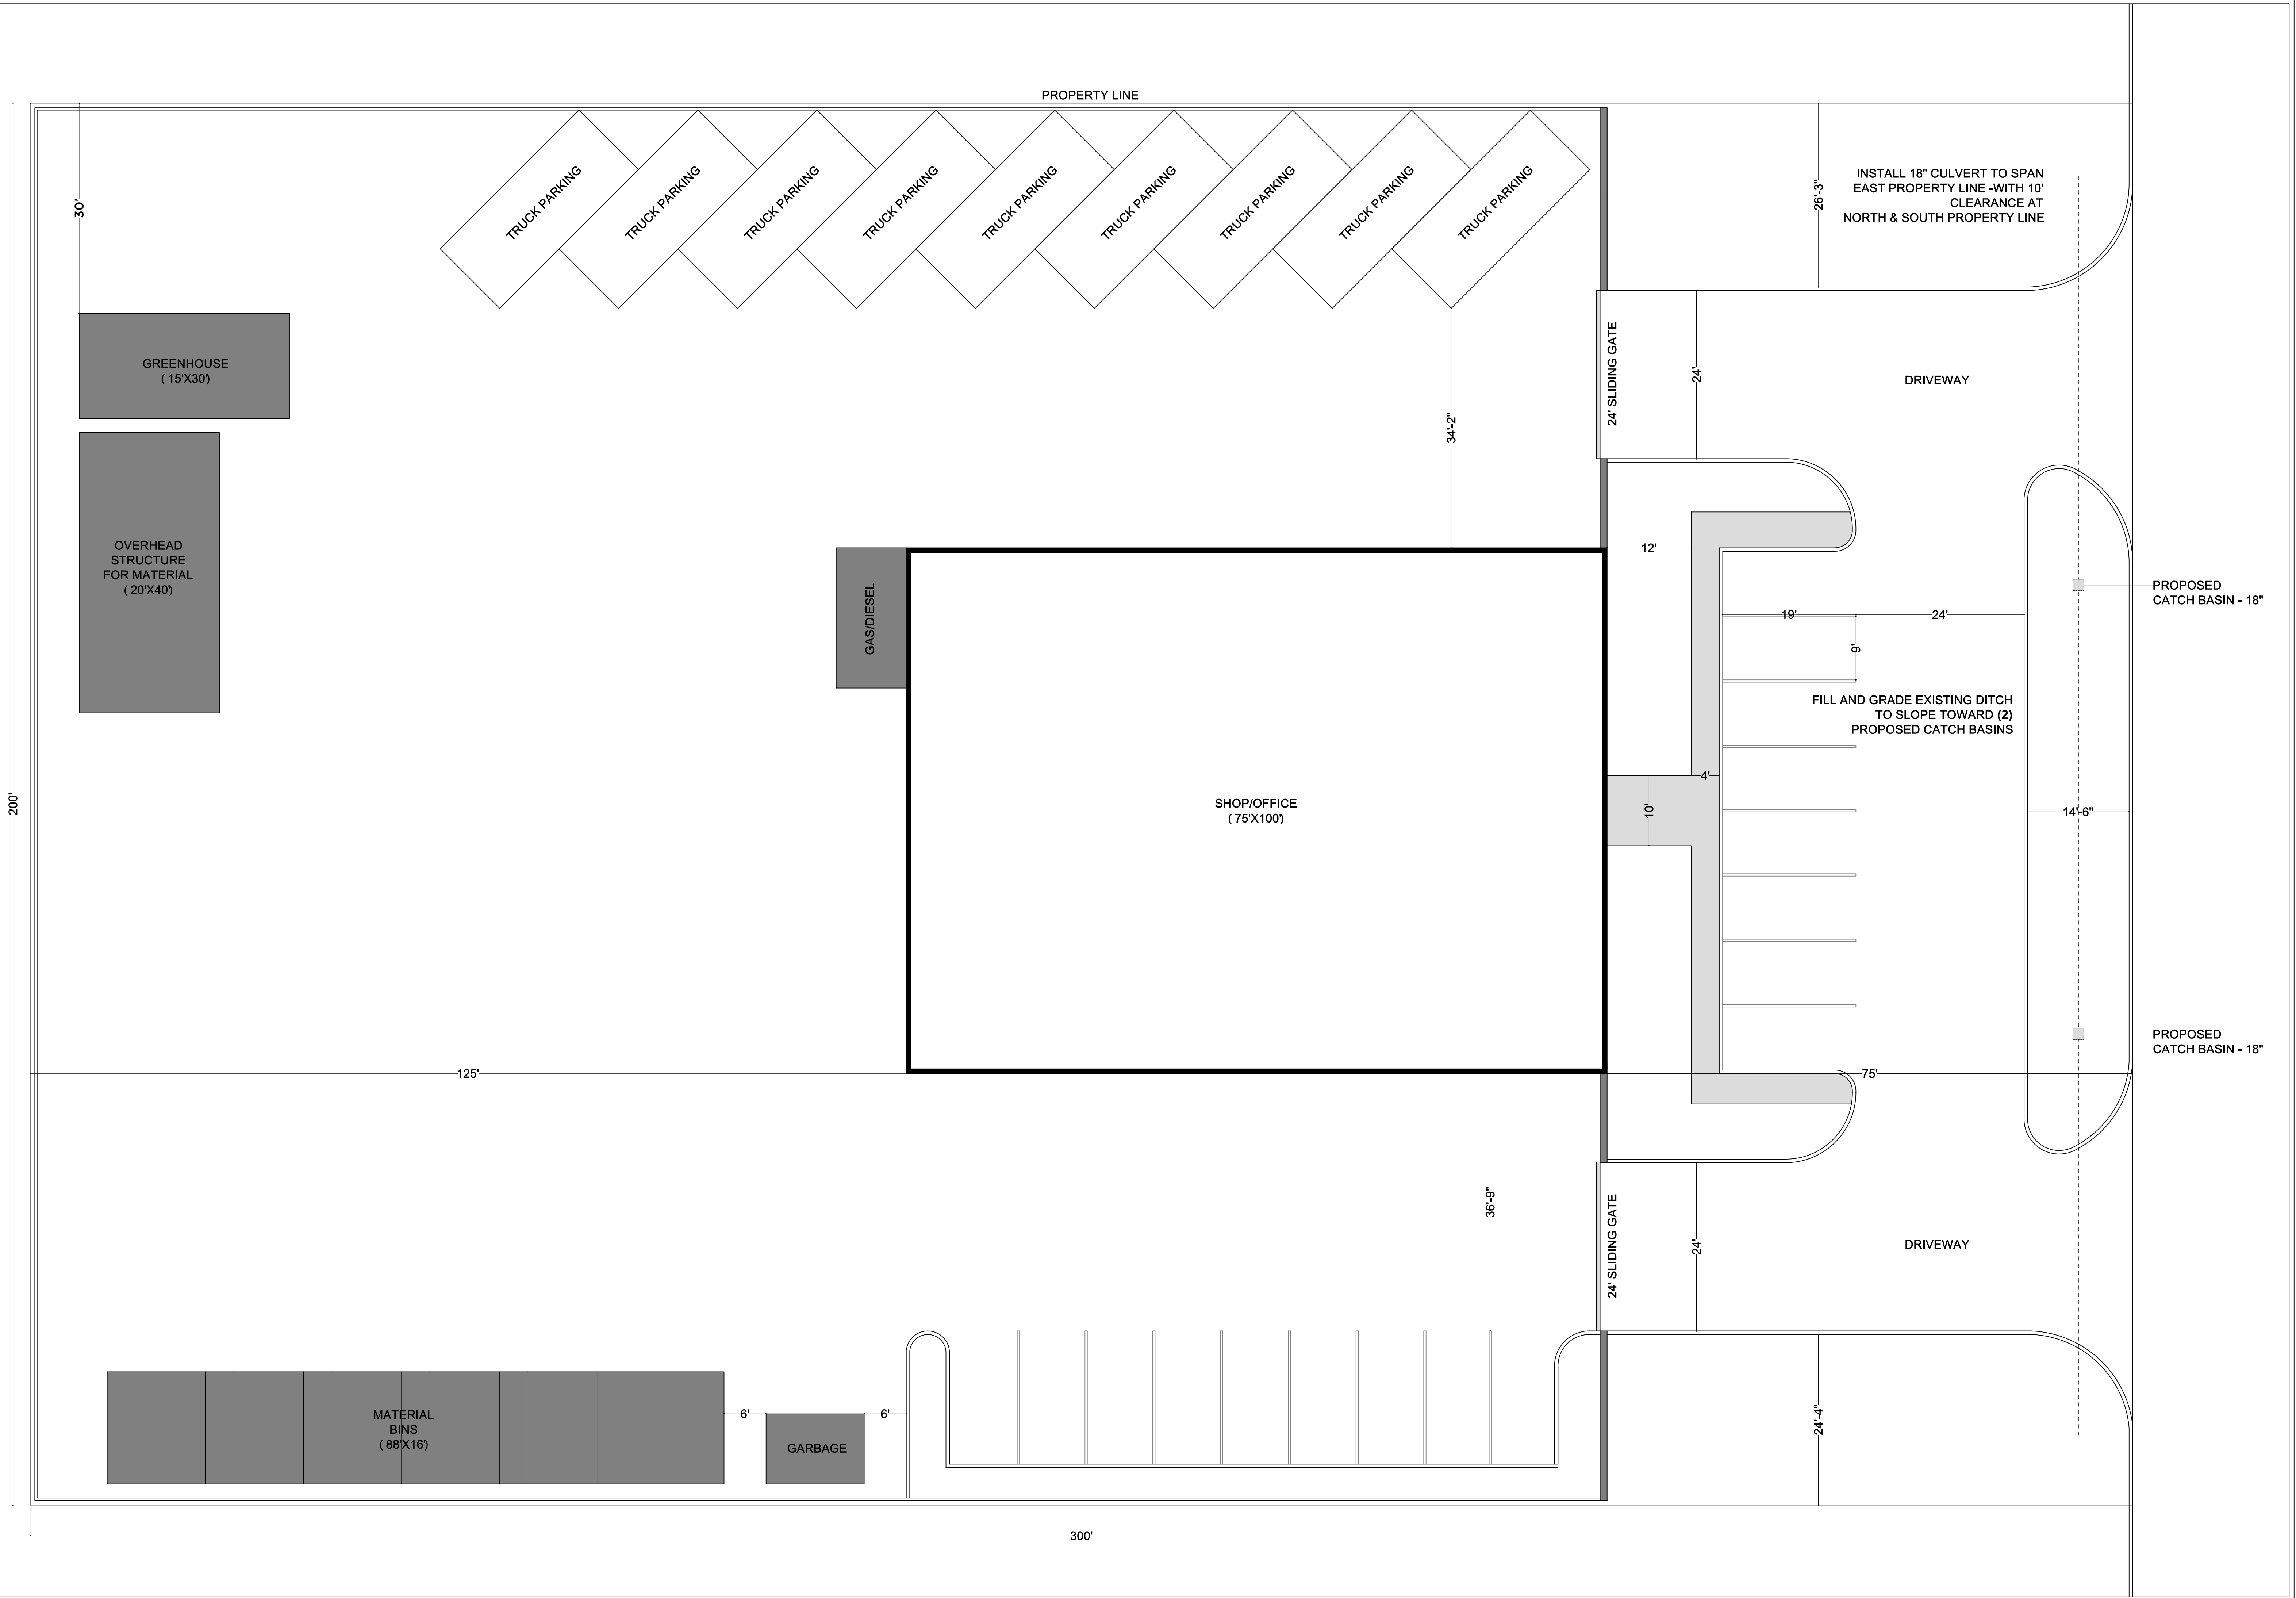 PROPERTY LINE
TRUCK PARKING
TRUCK PARKING
TRUCK PARKING
TRUCK PARKING
TRUCK PARKING
TRUCK PARKING
TRUCK PARKING
TRUCK PARKING
TRUCK PARKING
30'
26'-3"
INSTALL 18" CULVERT TO SPAN
EAST PROPERTY LINE -WITH 10'
CLEARANCE AT
NORTH & SOUTH PROPERTY LINE
GREENHOUSE
( 15'X30')
34'-2"
24' SLIDING GATE
24'
DRIVEWAY
OVERHEAD
STRUCTURE
FOR MATERIAL
( 20'X40')
GAS/DIESEL
12'
19'
24'
9'
PROPOSED
CATCH BASIN - 18"
FILL AND GRADE EXISTING DITCH
TO SLOPE TOWARD (2)
PROPOSED CATCH BASINS
200'
SHOP/OFFICE
( 75'X100')
4'
10'
14'-6"
PROPOSED
CATCH BASIN - 18"
125'
75'
36'-9"
24' SLIDING GATE
24'
DRIVEWAY
MATERIAL
BINS
( 88'X16')
6'
GARBAGE
6'
24'-4"
300'